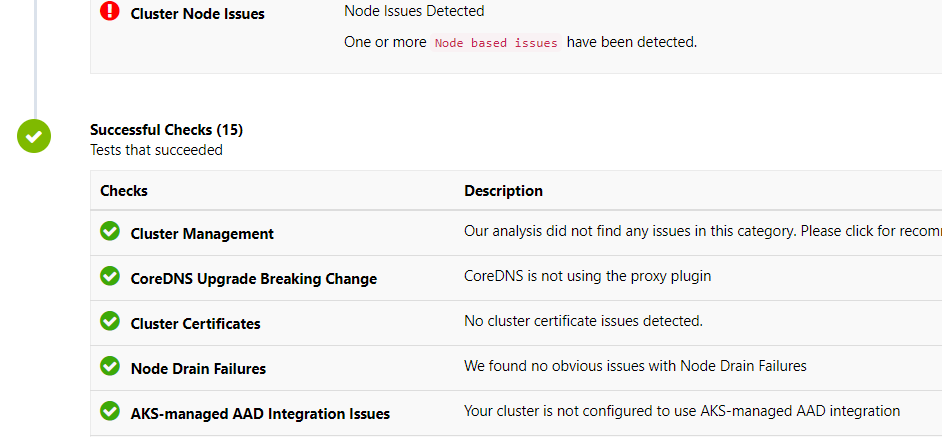 Cluster Node Issues
Node Issues Detected
One or more Node based issues have been detected.
Successful Checks (15)
Tests that succeeded
Checks
Description
Cluster Management
Our analysis did not find any issues in this category. Please click for recom
CoreDNS Upgrade Breaking Change
CoreDNS is not using the proxy plugin
Cluster Certificates
No cluster certificate issues detected.
Node Drain Failures
We found no obvious issues with Node Drain Failures
AKS-managed AAD Integration Issues
Your cluster is not configured to use AKS-managed AAD integration